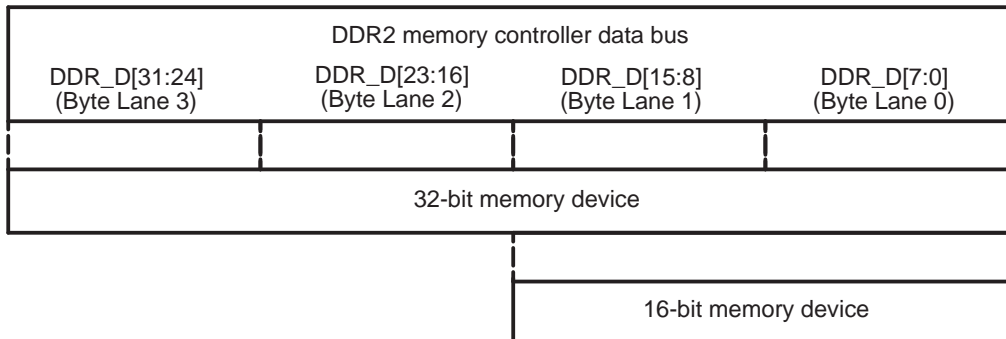 DDR2 memory controller data bus
DDR_D[31:24] DDR_D[23:16] DDR_D[15:8] DDR_D[7:0]
(Byte Lane 3) (Byte Lane 2) (Byte Lane 1) (Byte Lane 0)
32-bit memory device
16-bit memory device